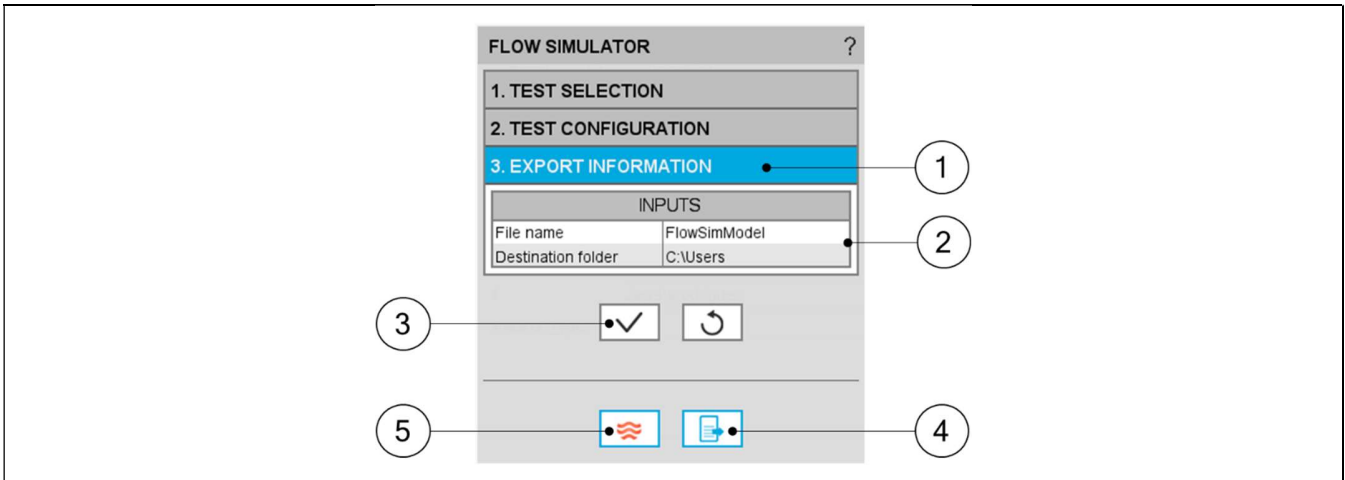 FLOW SIMULATOR ?
1. TEST SELECTION
2. TEST CONFIGURATION
3. EXPORT INFORMATION
1
INPUTS
File name FlowSimModel
2
Destination folder C:\Users
3
5
4